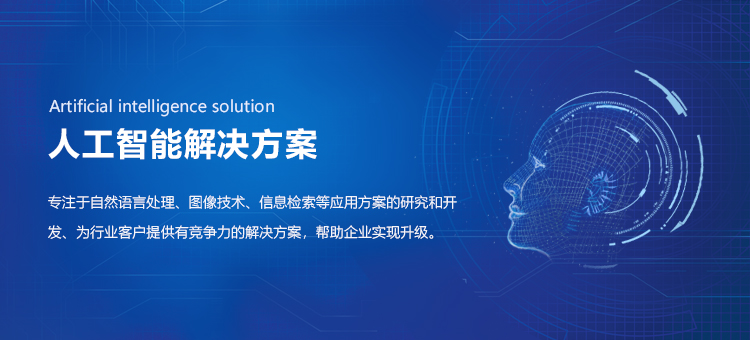 Artificial intelligence solution
人工智能解决方案
专注于自然语言处理、图像技术、信息检索等应用方案的研究和开
发、为行业客户提供有竞争力的解决方案，帮助企业实现升级。